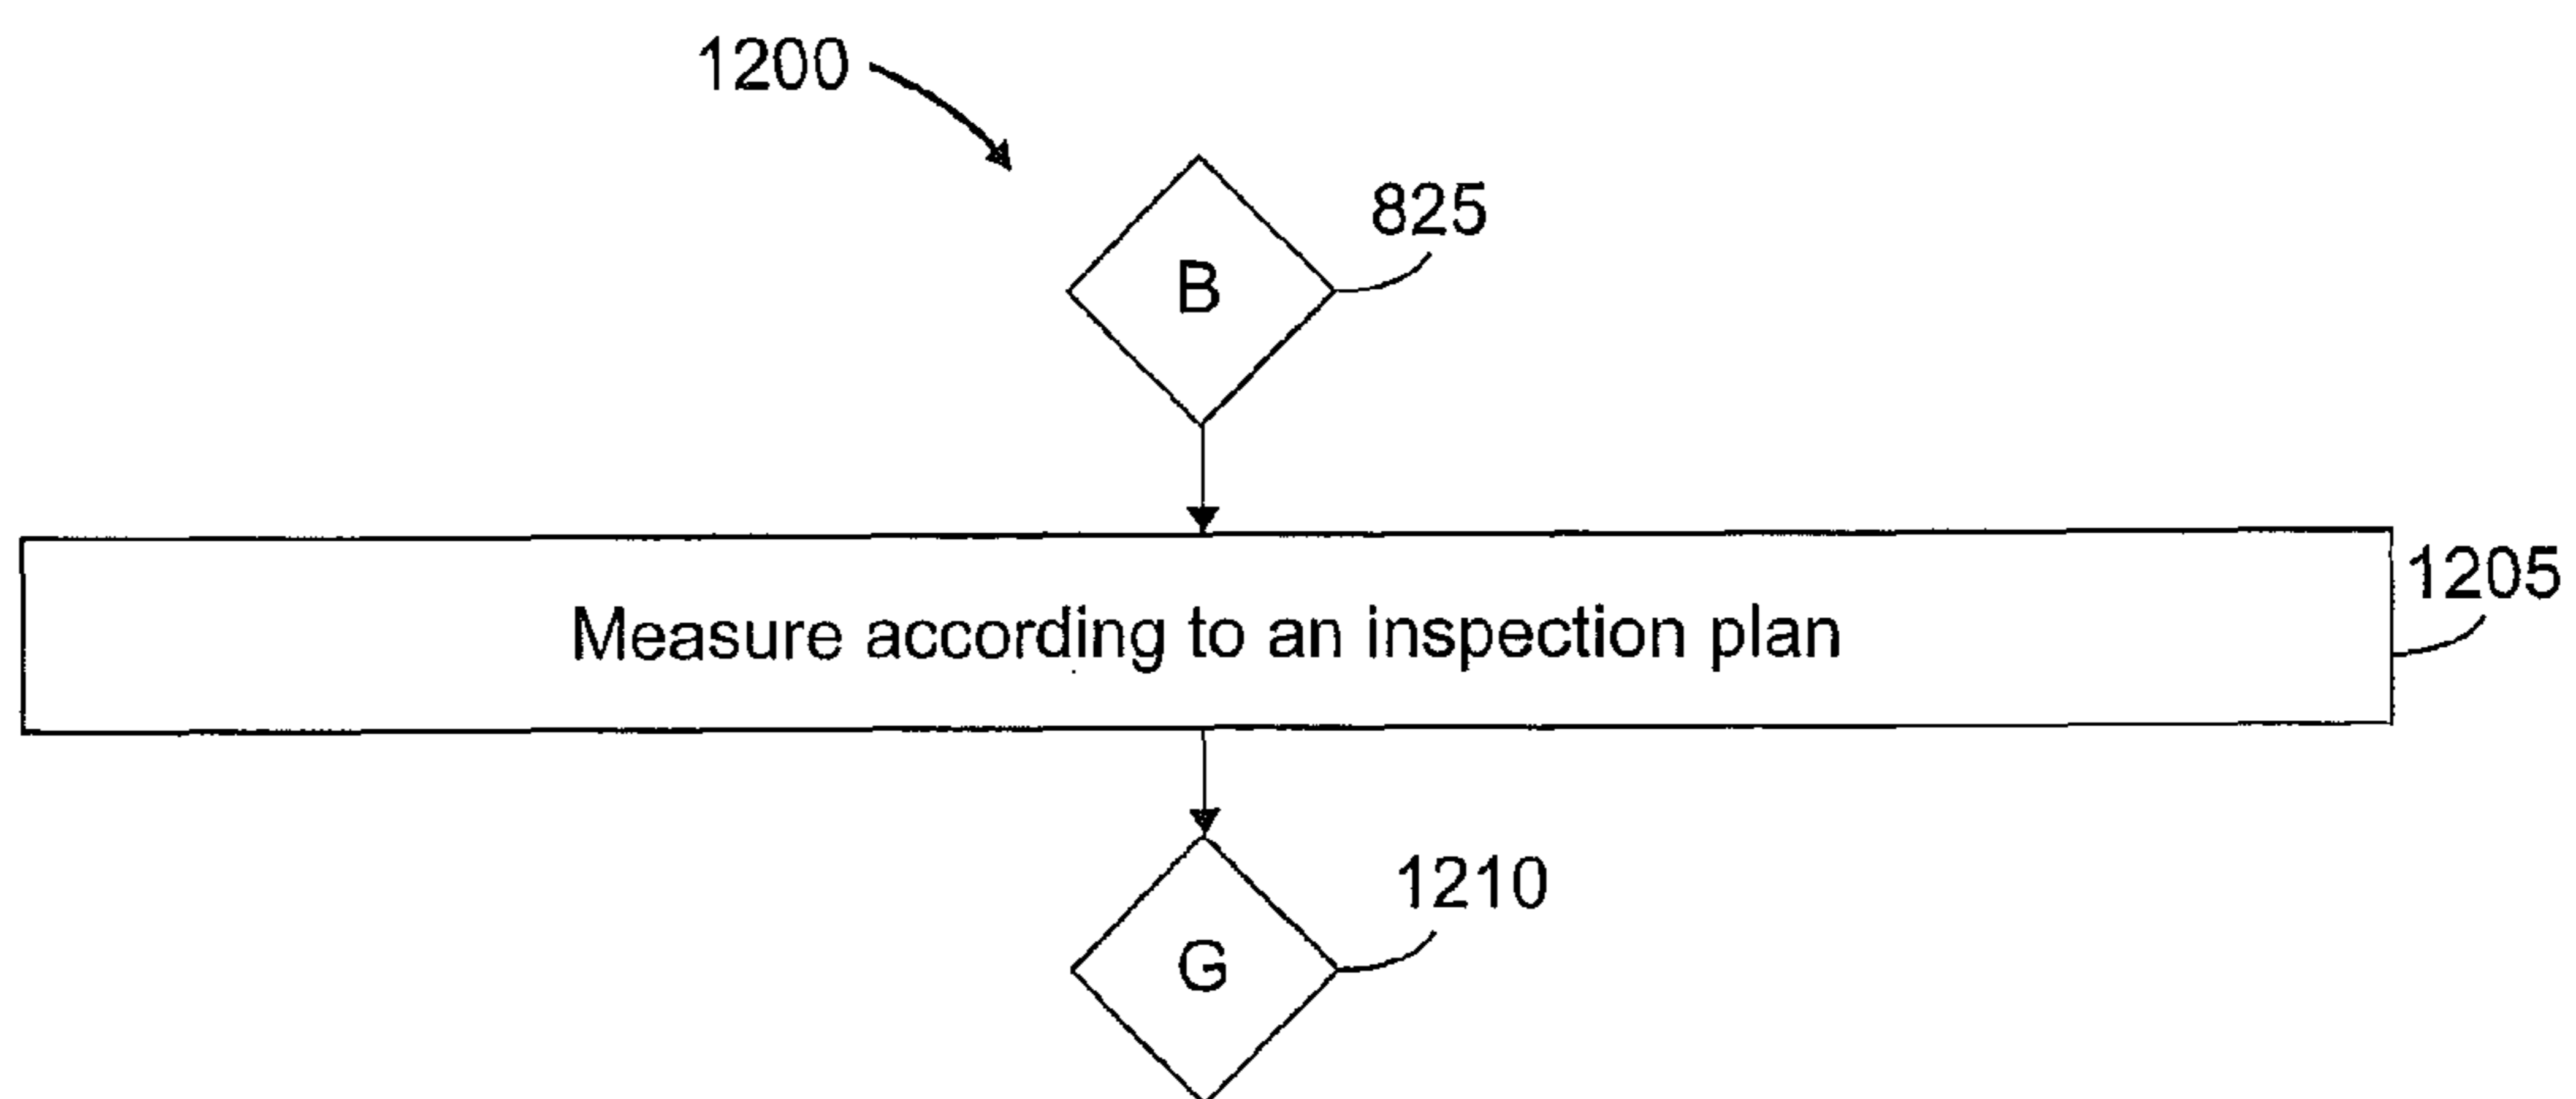 1200
825
B
1205
Measure according to an inspection plan
1210
G